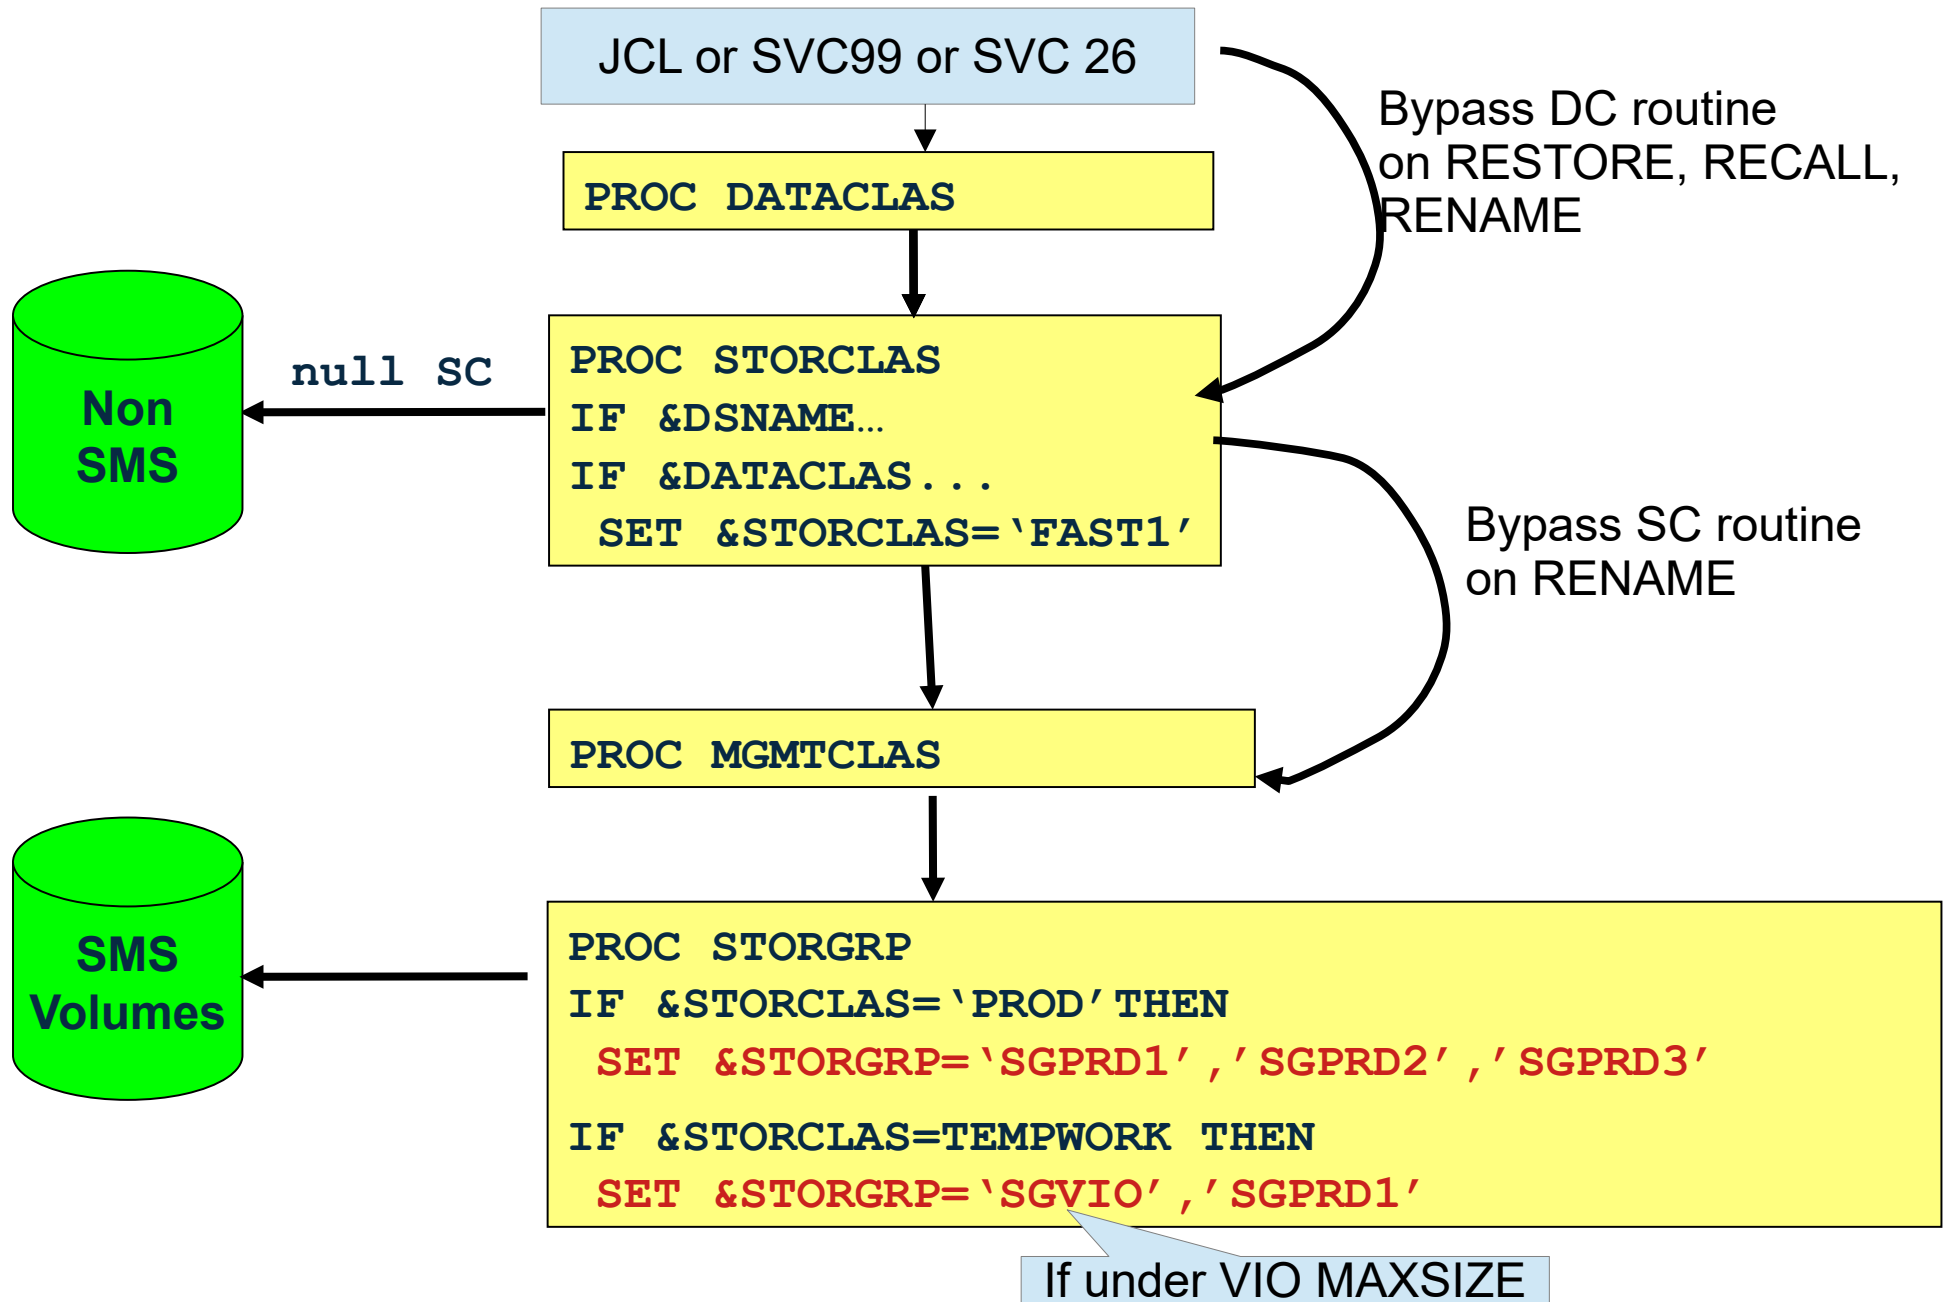 JCL or SVC99 or SVC 26
Bypass DC routine
on RESTORE, RECALL,
RENAME
PROC DATACLAS
Non
SMS
null SC
PROC STORCLAS
IF &DSNAME…
IF &DATACLAS...
SET &STORCLAS=‘FAST1’
Bypass SC routine
on RENAME
PROC MGMTCLAS
SMS
Volumes
PROC STORGRP
IF &STORCLAS=‘PROD’THEN
SET &STORGRP=‘SGPRD1’,’SGPRD2’,’SGPRD3’
IF &STORCLAS=TEMPWORK THEN
SET &STORGRP=‘SGVIO’,’SGPRD1’
If under VIO MAXSIZE